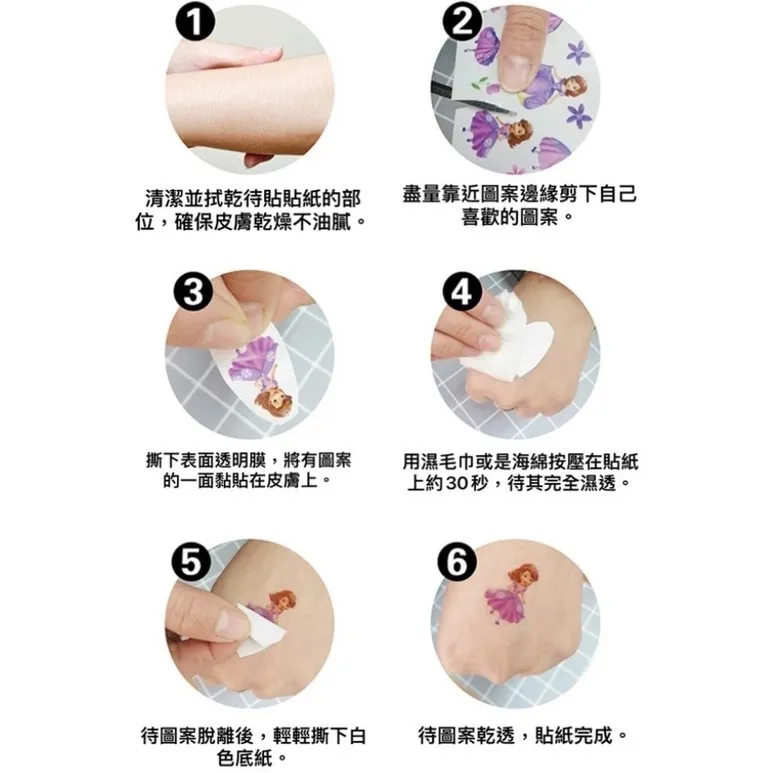 1
清潔並拭乾待貼貼紙的部
位，確保皮膚乾燥不油膩。
2
盡量靠近圖案邊緣剪下自己
喜歡的圖案。
3
撕下表面透明膜，將有圖案
的一面黏貼在皮膚上。
4
用濕毛巾或是海綿按壓在貼紙
上約30秒，待其完全濕透。
5
待圖案脫離後，輕輕撕下白
色底紙。
6
待圖案乾透，貼紙完成。